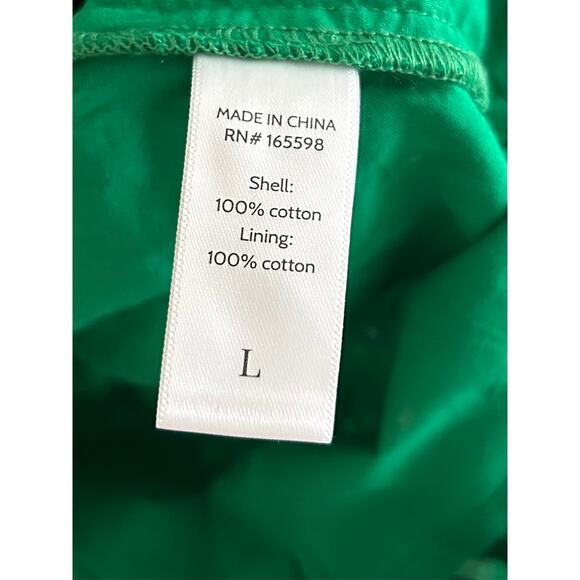 MADE IN CHINA
RN# 165598
Shell:
100% cotton
Lining:
100% cotton
L